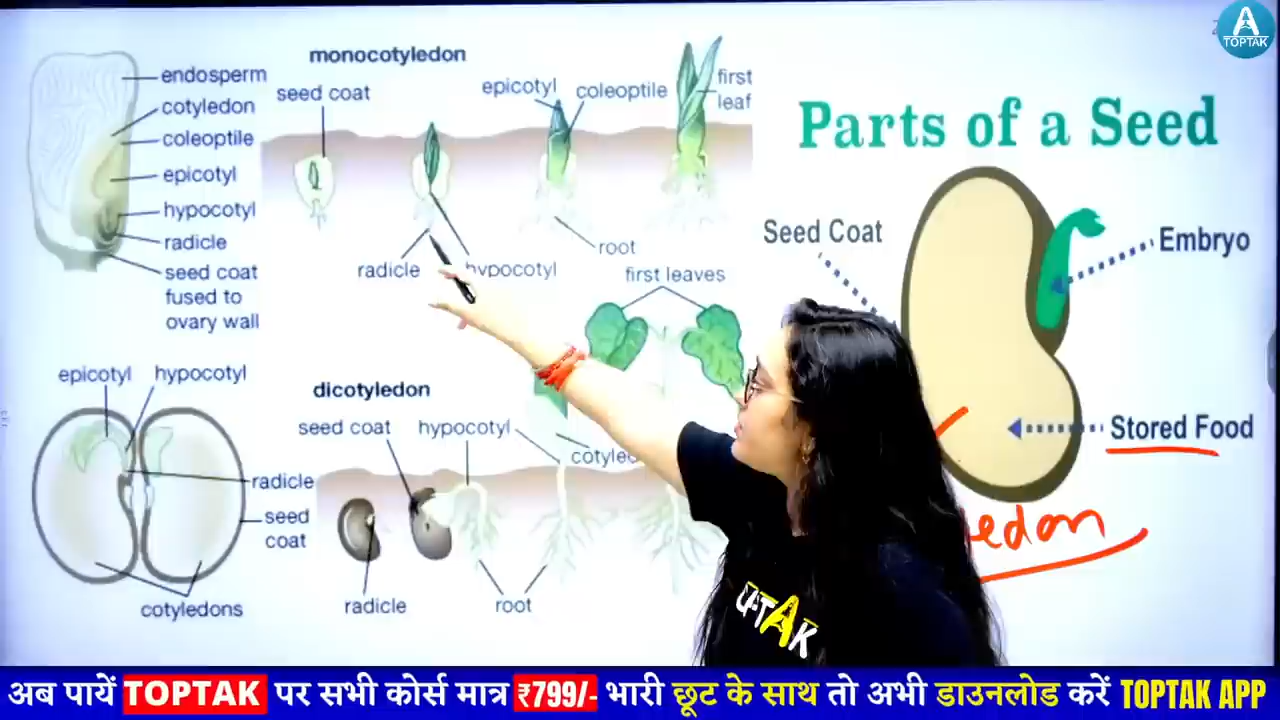 TOPTAK
monocotyledon
endosperm
cotyledon
coleoptile
epicotyl
hypocotyl
radicle
seed coat
fused to
ovary wall
seed coat
epicotyl
coleoptile
first
leaf
root
radicle
hypocotyl
Parts of a Seed
Seed Coat
Embryo
Stored Food
epicotyl
hypocotyl
radicle
seed
coat
cotyledons
dicotyledon
first leaves
seed coat
hypocotyl
radicle
root
edon
TAK
अब पायें TOPTAK पर सभी कोर्स मात्र ₹799/- भारी छूट के साथ तो अभी डाउनलोड करें TOPTAK APP